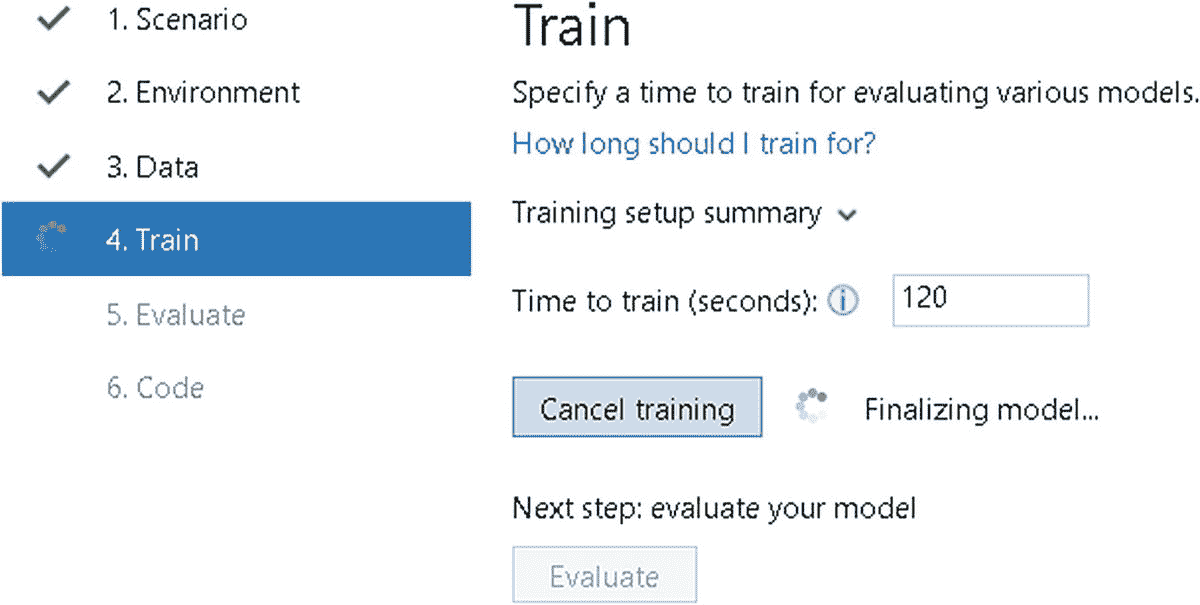 1. Scenario
2. Environment
3. Data
4. Train
5. Evaluate
6. Code
Train
Specify a time to train for evaluating various models.
How long should I train for?
Training setup summary
Time to train (seconds): 120
Cancel training Finalizing model...
Next step: evaluate your model
Evaluate